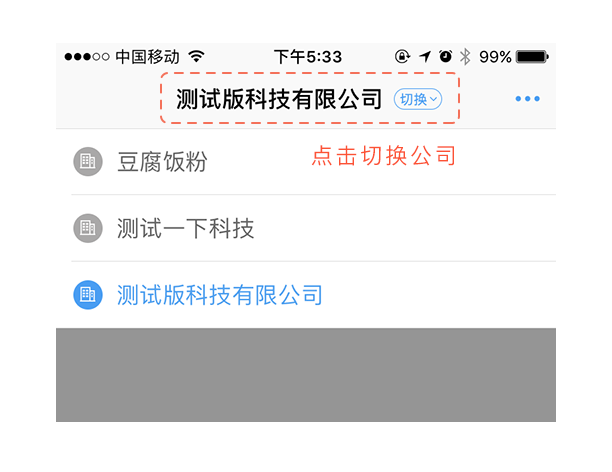 中国移动 下午5:33 99%
测试版科技有限公司 切换
豆腐饭粉 点击切换公司
测试一下科技
测试版科技有限公司